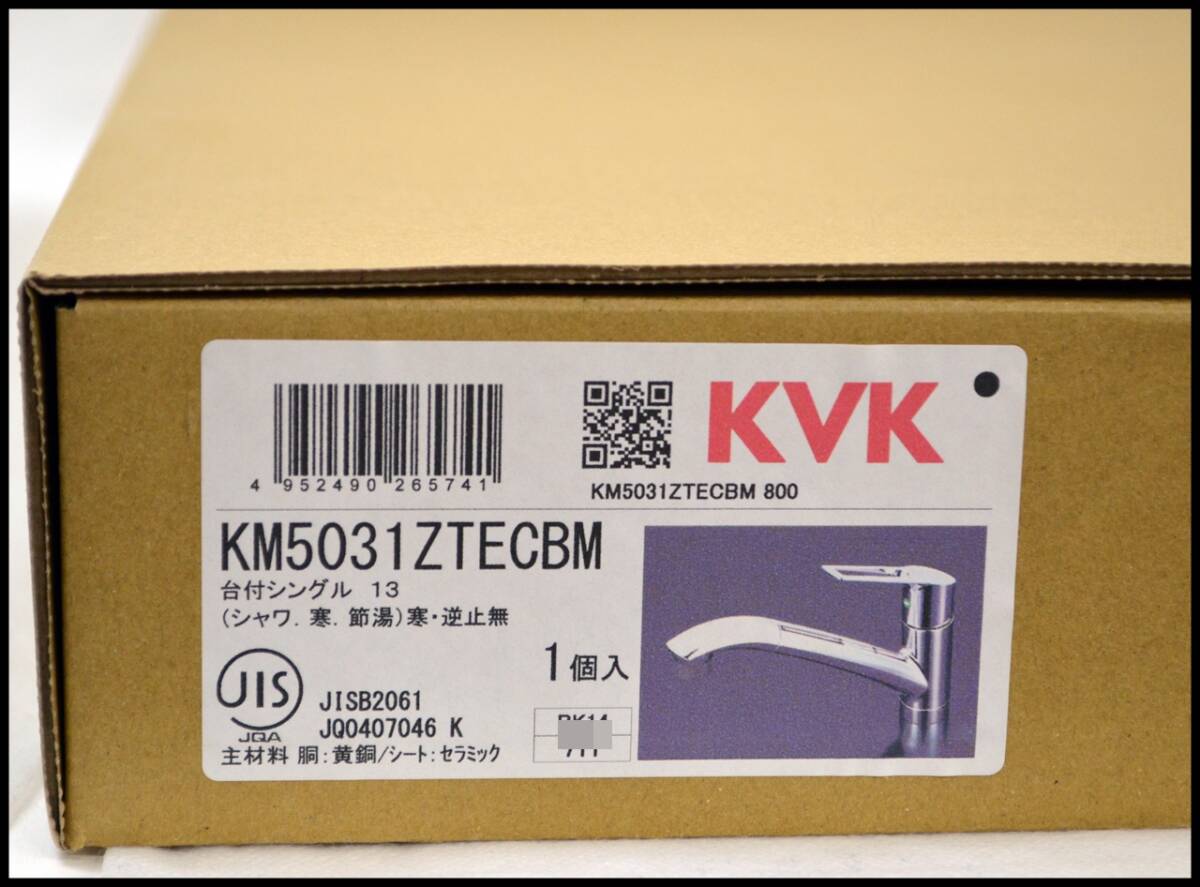 4 952490 265741
KVK
KM5031ZTECBM 800
KM5031ZTECBM
台付シングル 13
(シャワ. 寒. 節湯)寒・逆止無
1個入
JIS
JQA
JISB2061
JQ0407046 K
主材料 胴:黄銅/シート:セラミック